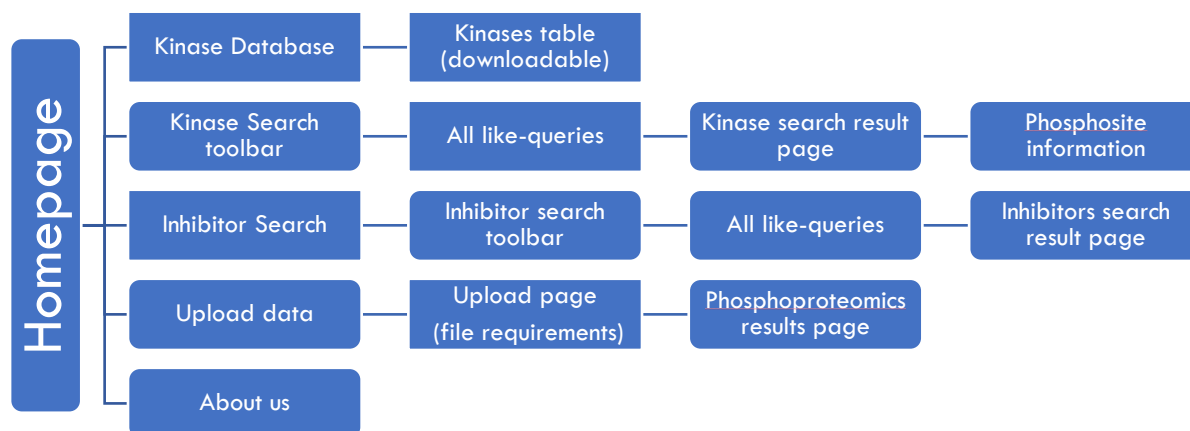 Homepage
Kinase Database
Kinases table
(downloadable)
Kinase Search
toolbar
All like-queries
Kinase search result
page
Phosphosite
information
Inhibitor Search
Inhibitor search
toolbar
All like-queries
Inhibitors search
result page
Upload data
Upload page
(file requirements)
Phosphoproteomics
results page
About us